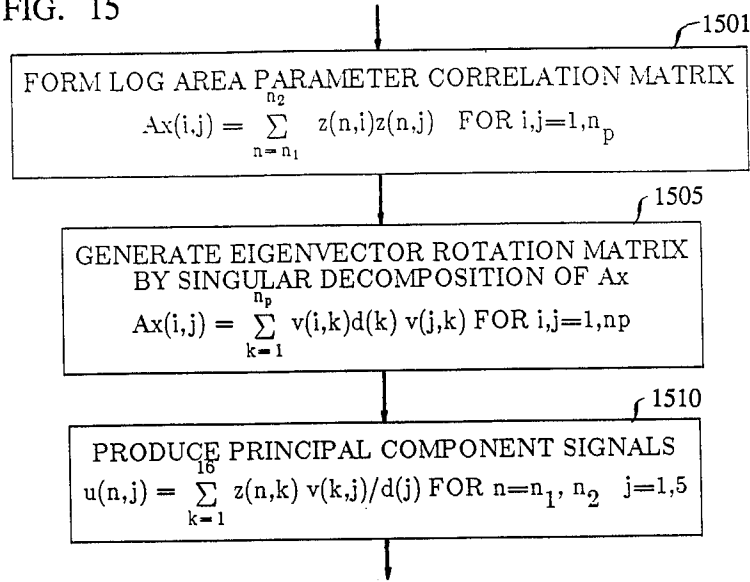 FIG. 15
1501
FORM LOG AREA PARAMETER CORRELATION MATRIX
n2
Ax(i,j) = Σ z(n,i)z(n,j) FOR i,j=1,np
n=n1
1505
GENERATE EIGENVECTOR ROTATION MATRIX
BY SINGULAR DECOMPOSITION OF Ax
np
Ax(i,j) = Σ v(i,k)d(k) v(j,k) FOR i,j=1,np
k=1
1510
PRODUCE PRINCIPAL COMPONENT SIGNALS
16
u(n,j) = Σ z(n,k) v(k,j)/d(j) FOR n=n1, n2 j=1,5
k=1